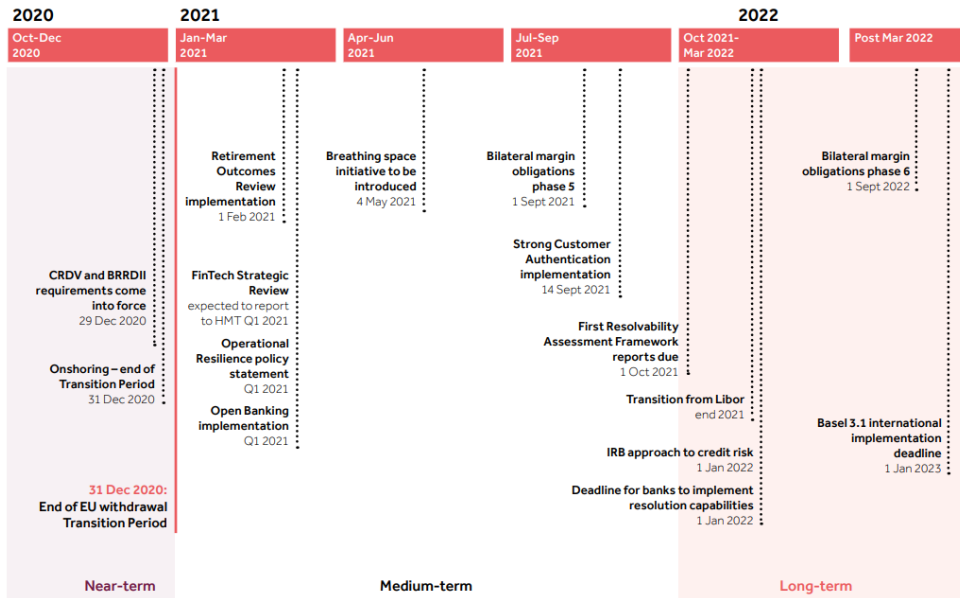 2020
2021
2022
Oct-Dec
2020
Jan-Mar
2021
Apr-Jun
2021
Jul-Sep
2021
Oct 2021-
Mar 2022
Post Mar 2022
CRDV and BRRDII
requirements come
into force
29 Dec 2020
Onshoring – end of
Transition Period
31 Dec 2020
31 Dec 2020:
End of EU withdrawal
Transition Period
Retirement
Outcomes
Review
implementation
1 Feb 2021
FinTech Strategic
Review
expected to report
to HMT Q1 2021
Operational
Resilience policy
statement
Q1 2021
Open Banking
implementation
Q1 2021
Breathing space
initiative to be
introduced
4 May 2021
Bilateral margin
obligations
phase 5
1 Sept 2021
Strong Customer
Authentication
implementation
14 Sept 2021
First Resolvability
Assessment Framework
reports due
1 Oct 2021
Transition from Libor
end 2021
IRB approach to credit risk
1 Jan 2022
Deadline for banks to implement
resolution capabilities
1 Jan 2022
Bilateral margin
obligations phase 6
1 Sept 2022
Basel 3.1 international
implementation
deadline
1 Jan 2023
Near-term
Medium-term
Long-term